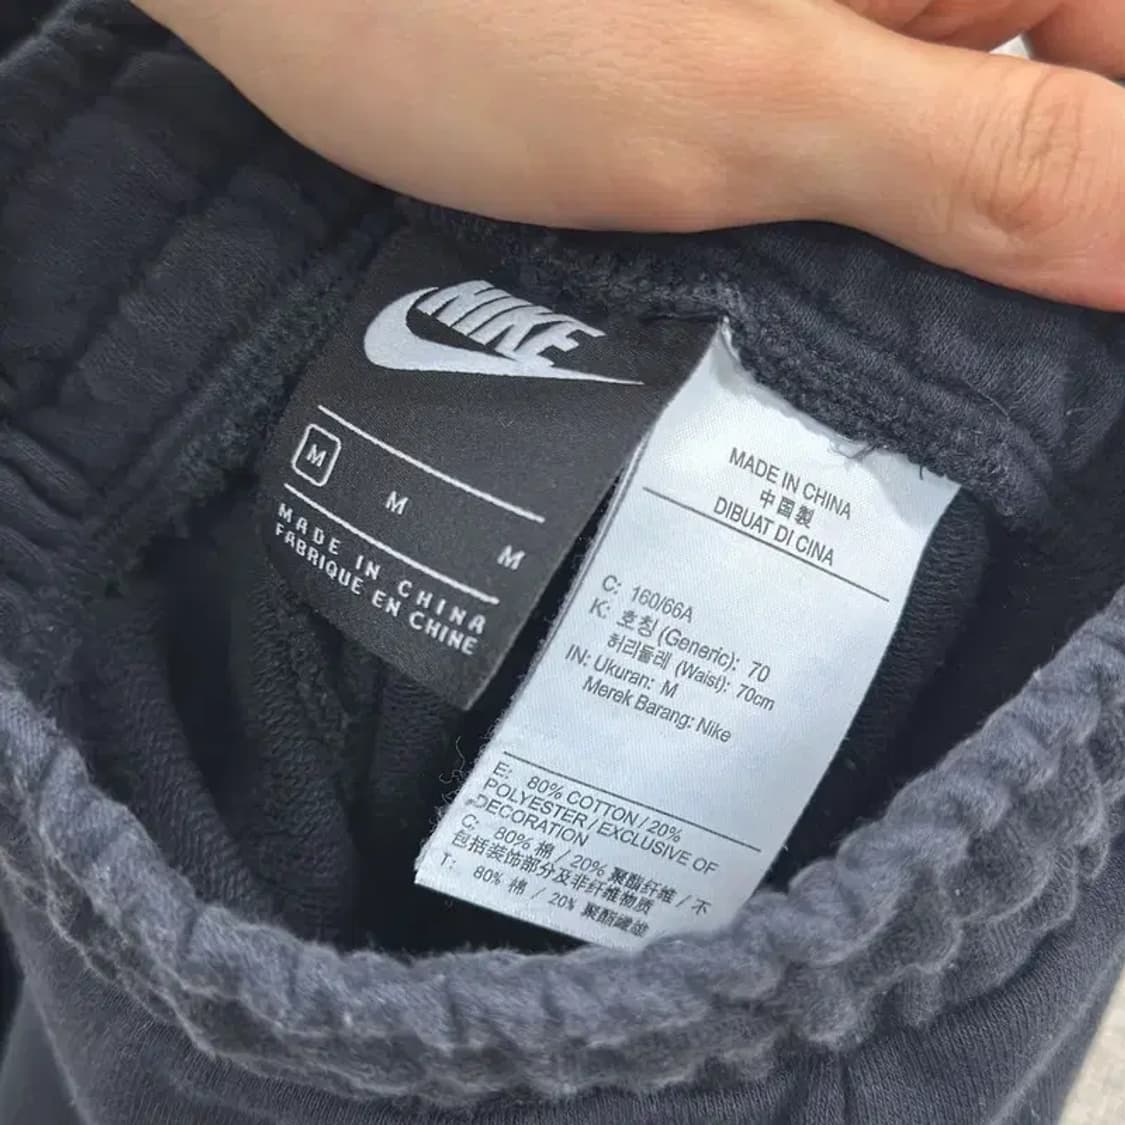 NIKE
M
M
M
MADE IN CHINA
FABRIQUE EN CHINE
MADE IN CHINA
中国製
DIBUAT DI CINA
C: 160/66A
K: 호칭 (Generic): 70
허리둘레 (Waist): 70cm
IN: Ukuran: M
Merek Barang: Nike
E: 80% COTTON / 20%
POLYESTER / EXCLUSIVE OF
DECORATION
C: 80% 棉 / 20% 聚酯纤维 / 不
包括装饰部分及非纤维物质
T: 80% 棉 / 20% 聚酯纖維